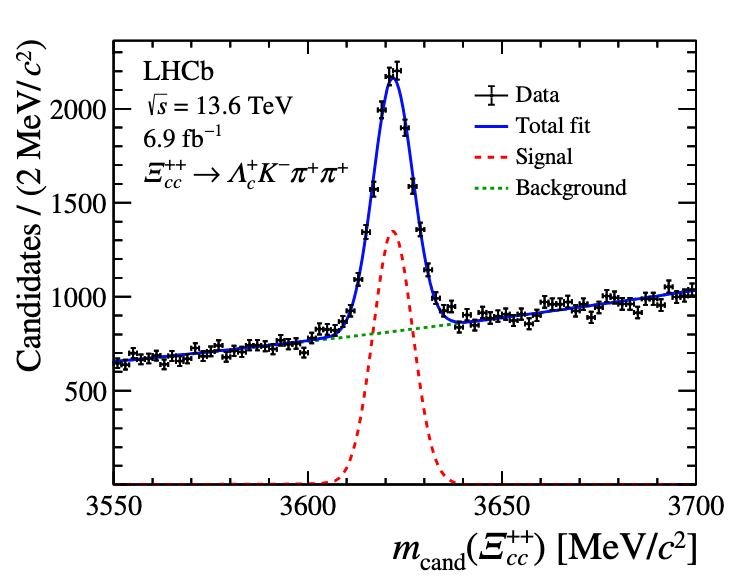 Candidates / (2 MeV/c²)
LHCb
√s = 13.6 TeV
6.9 fb⁻¹
Ξcc⁺⁺ → Λc⁺K⁻π⁺π⁺
Data
Total fit
Signal
Background
2000
1500
1000
500
3550 3600 3650 3700
mcand(Ξcc⁺⁺) [MeV/c²]